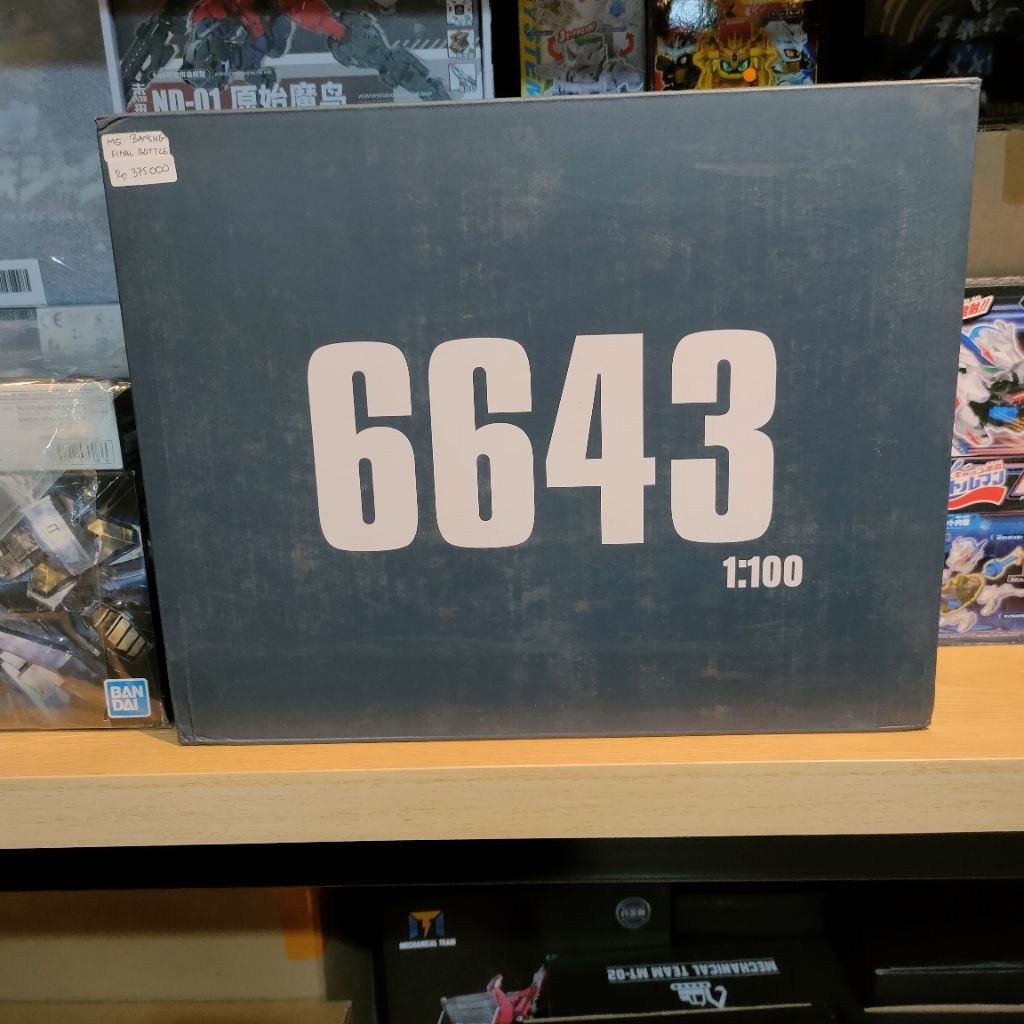 ND-01 原始魔鸟
MG BANSHG
FINAL BATTLE
Rp 375.000
6643
1:100
BAN
DAI
MECHANICAL TEAM
MECHANICAL TEAM MT-02